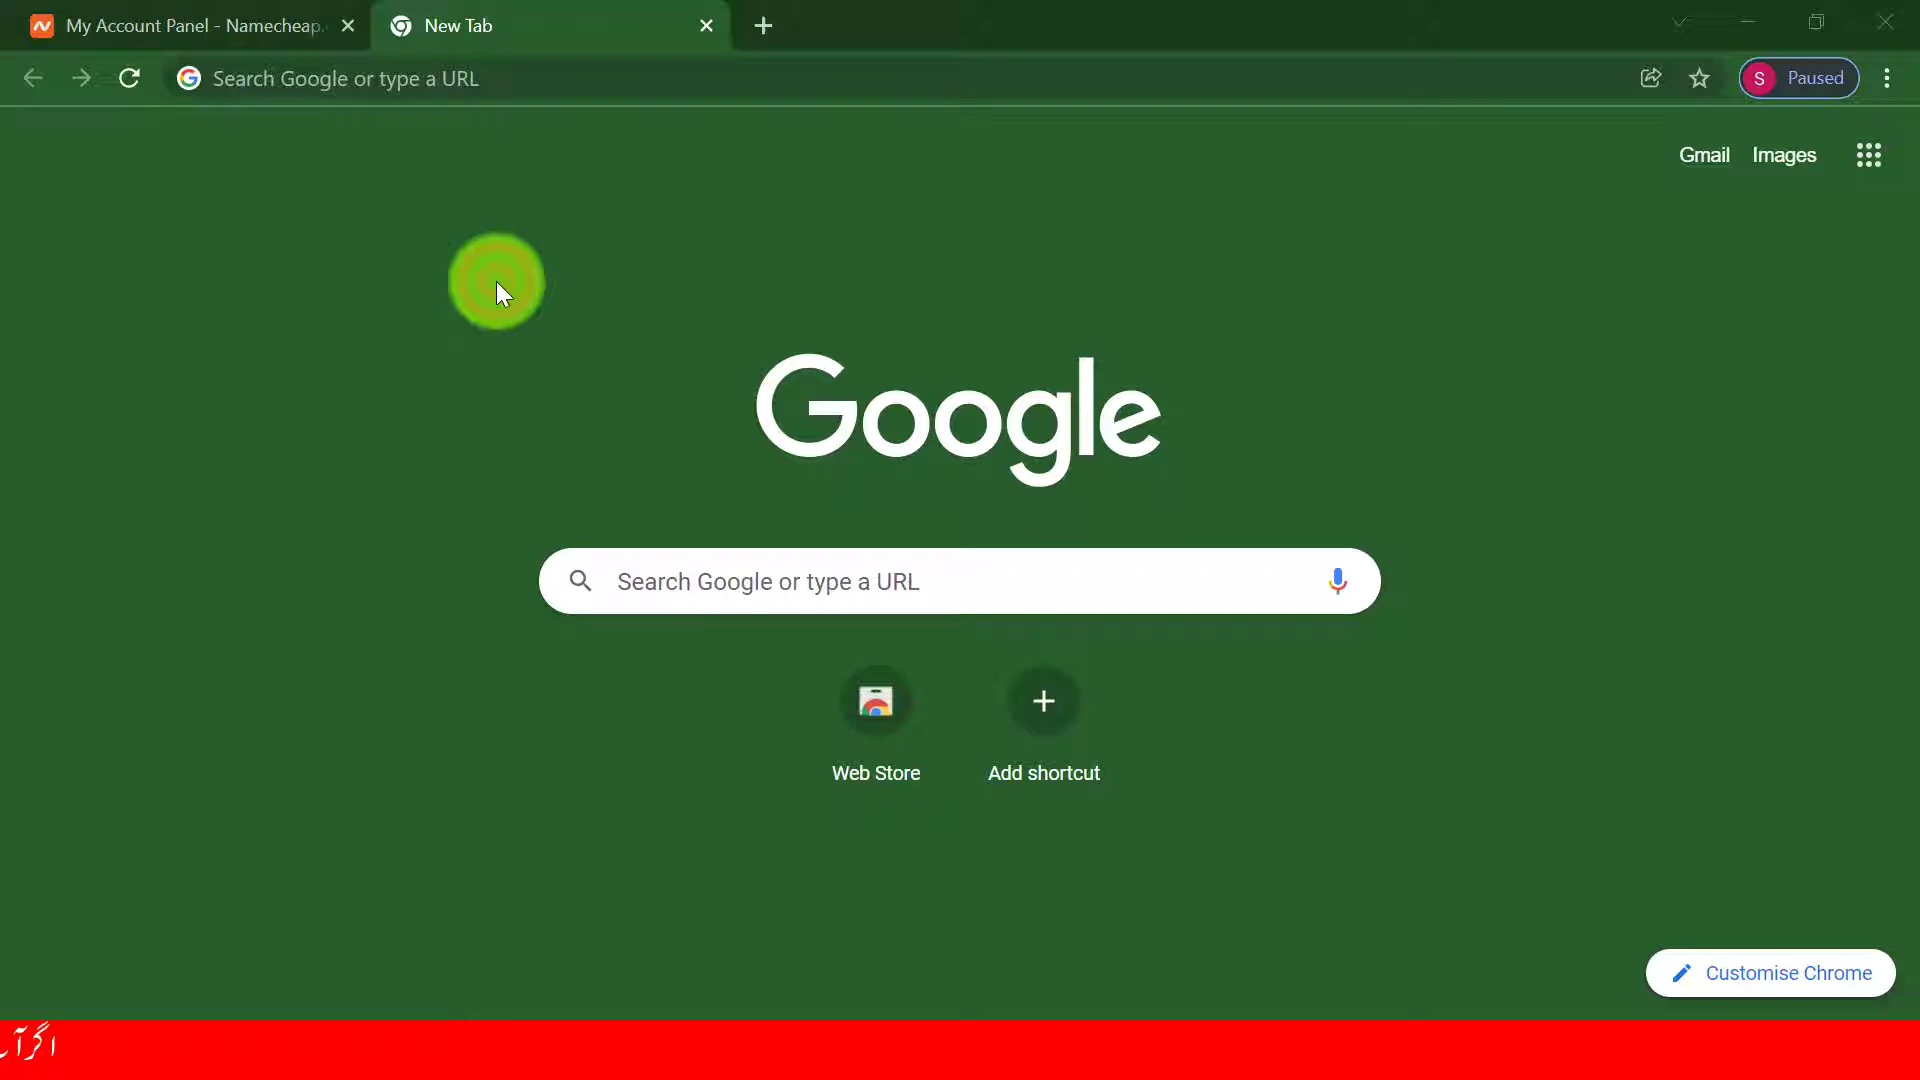 My Account Panel - Namecheap.
New Tab
Search Google or type a URL
S Paused
Gmail Images
Google
Search Google or type a URL
Web Store
Add shortcut
Customise Chrome
اگر